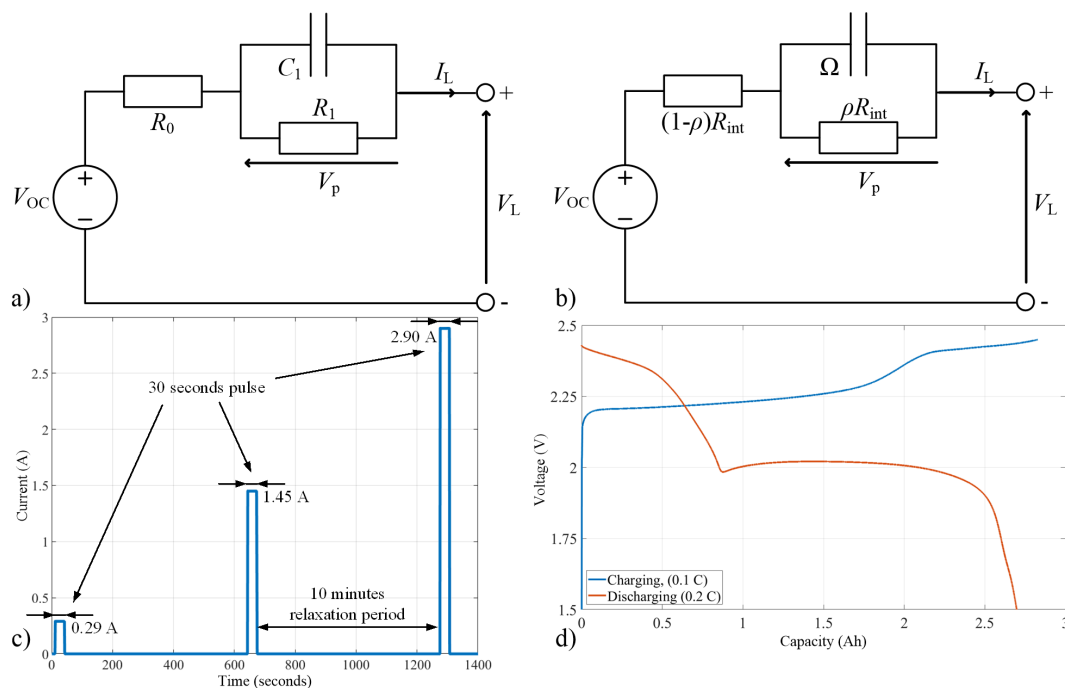 C1
R0
R1
Vp
IL
+
+
-
VOC
VL
-
a)
Ω
(1-ρ)Rint
ρRint
Vp
IL
+
+
-
VOC
VL
-
b)
3
2.5
2
1.5
1
0.5
0
Current (A)
2.90 A
30 seconds pulse
1.45 A
10 minutes
relaxation period
0.29 A
c)
0 200 400 600 800 1000 1200 1400
Time (seconds)
2.5
2.25
2
1.75
1.5
Voltage (V)
Charging, (0.1 C)
Discharging (0.2 C)
d)
0 0.5 1 1.5 2 2.5 3
Capacity (Ah)